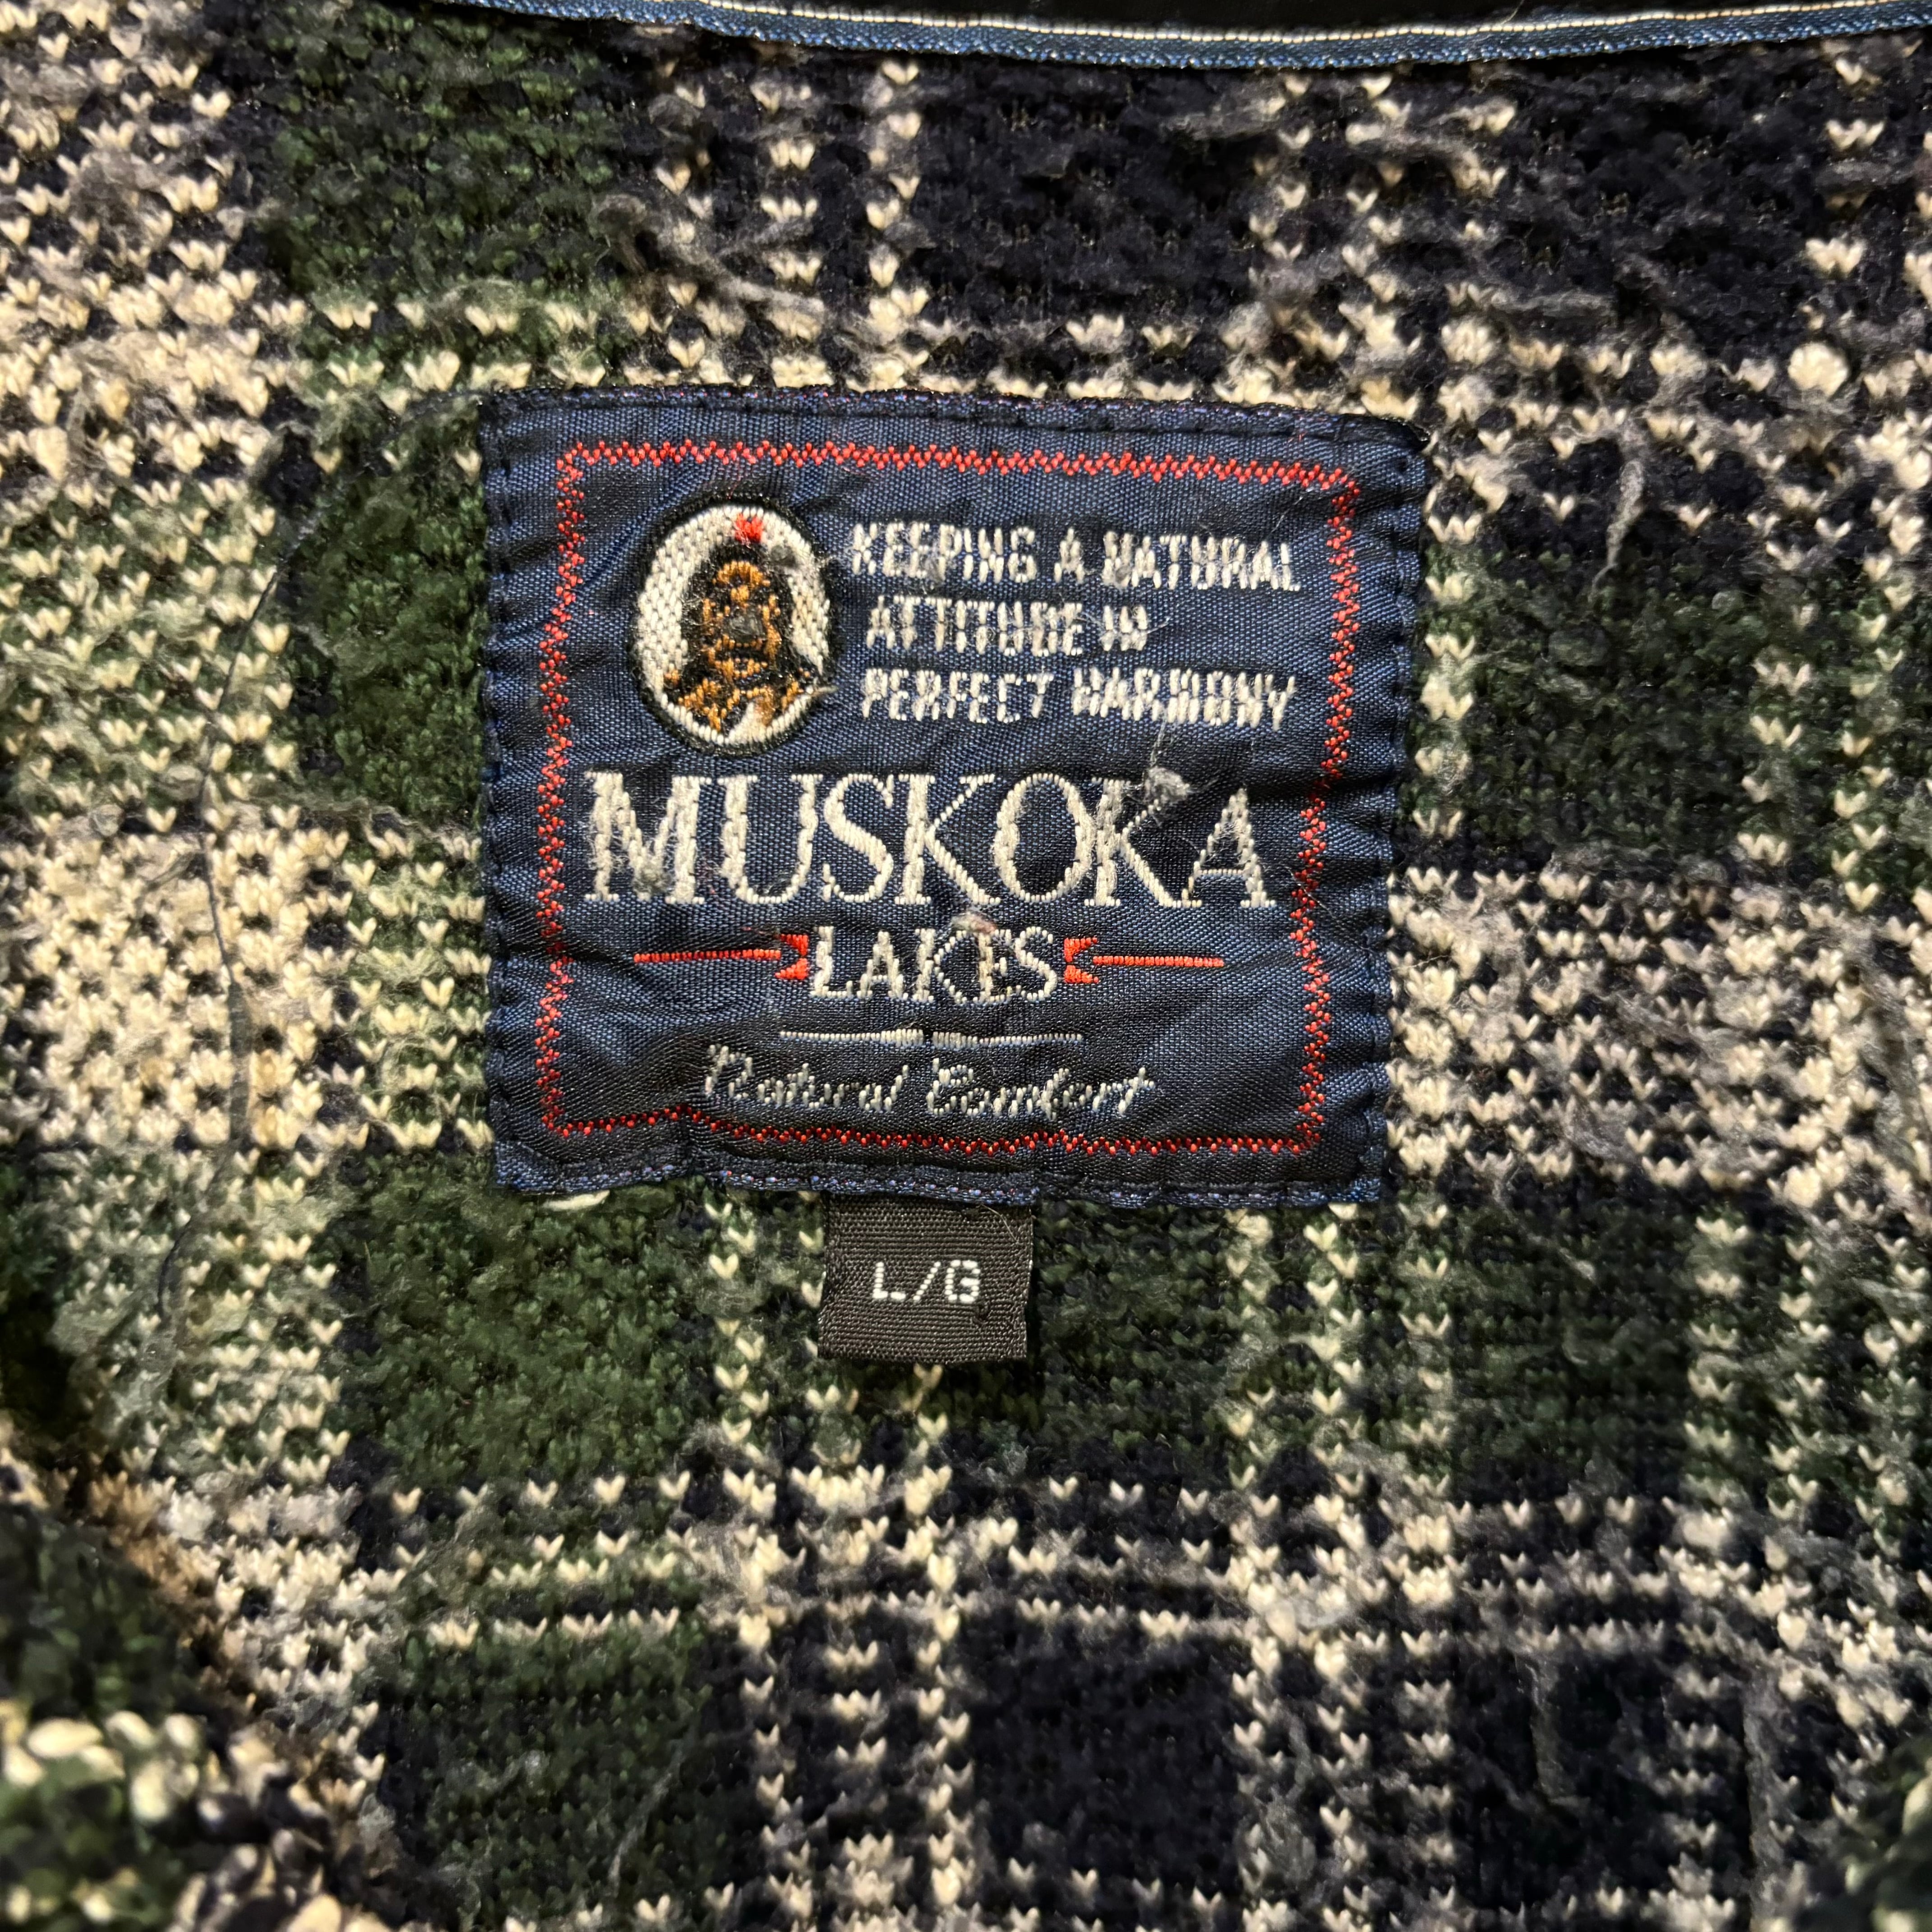 KEEPING A NATURAL
ATTITUDE IN
PERFECT HARMONY
MUSKOKA
LAKES
Natural Comfort
L/G